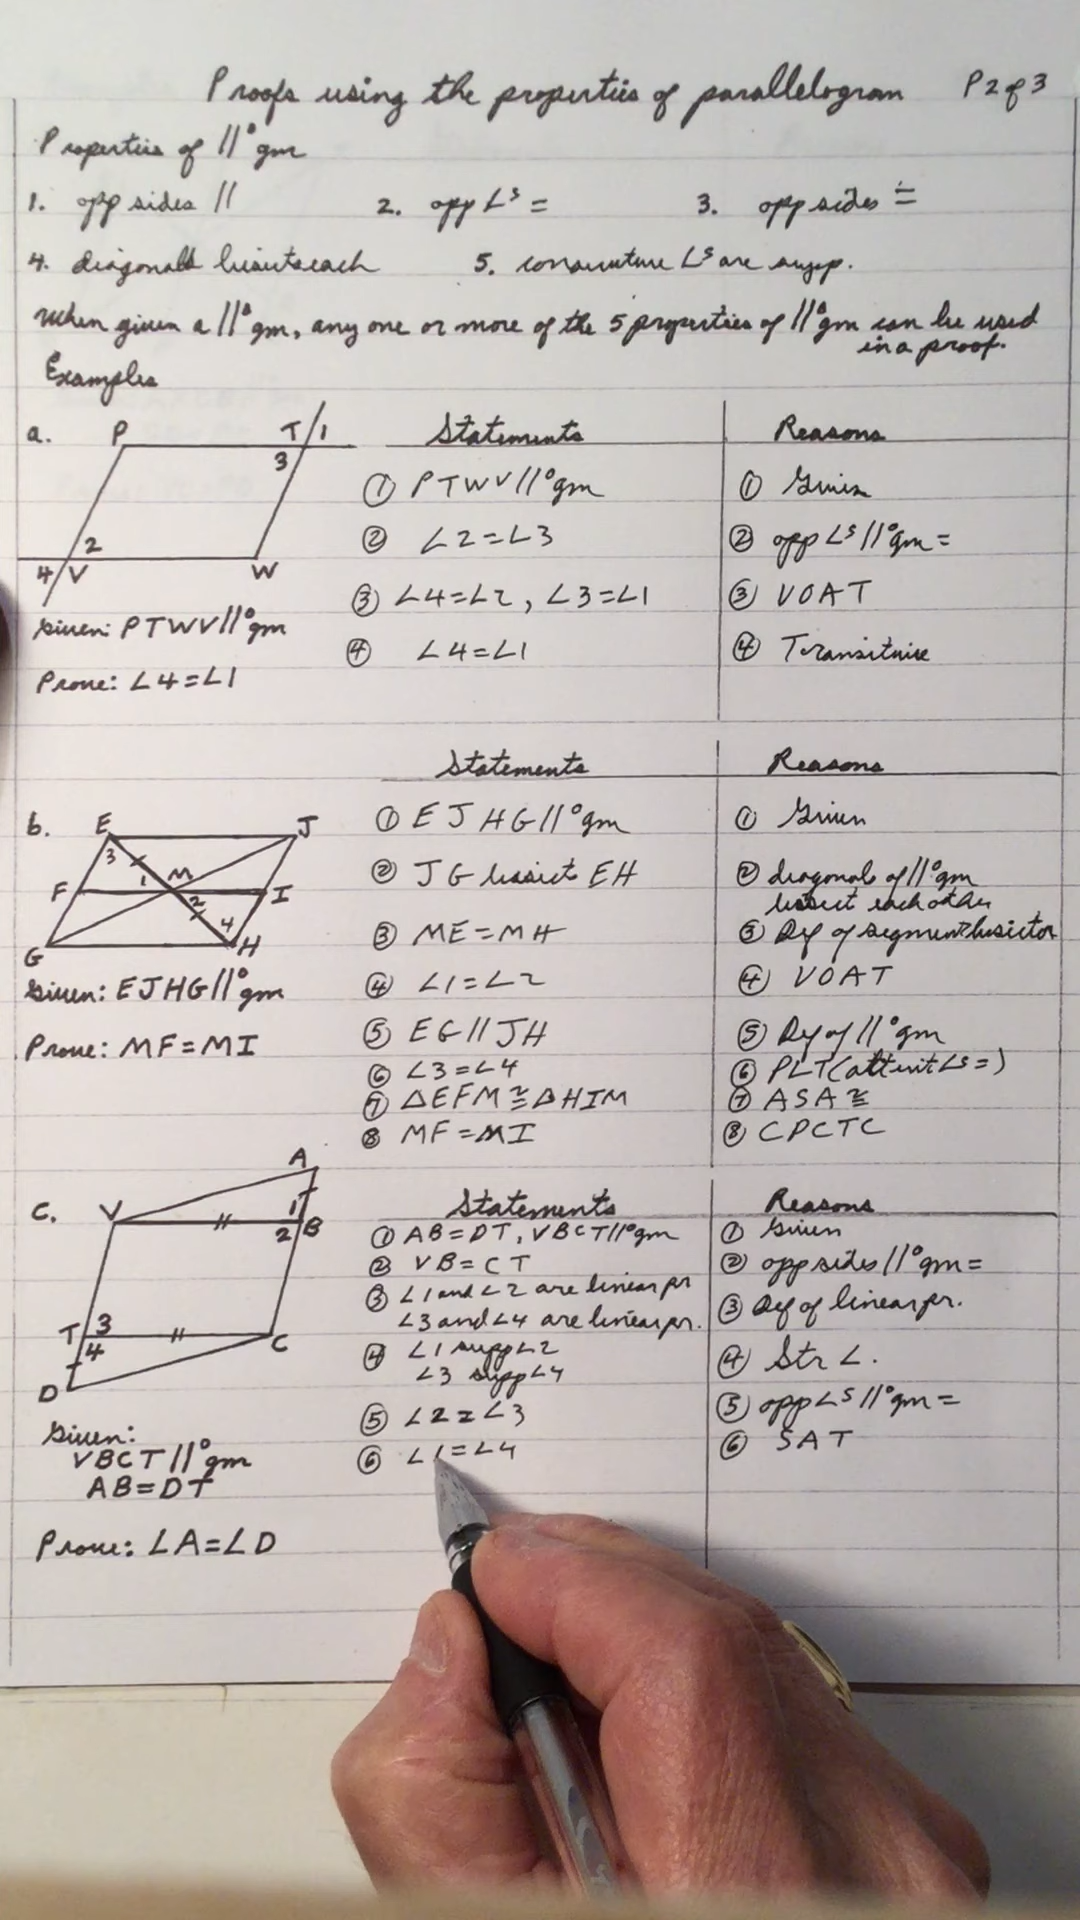 Proofs using the properties of parallelogram P2 of 3
Properties of //°gm
1. opp sides // 2. opp ∠s = 3. opp sides =
4. diagonals bisects each 5. consecutive ∠s are supp.
When given a //°gm, any one or more of the 5 properties of //°gm can be used
in a proof.
Examples
a. P T 1 3 2 4 V W
Given: PTWV//°gm
Prove: ∠4=∠1
Statements Reasons
① PTWV//°gm ① Given
② ∠2=∠3 ② opp ∠s //°gm =
③ ∠4=∠2, ∠3=∠1 ③ VOAT
④ ∠4=∠1 ④ Transitive
Statements Reasons
b. E J 3 M F 1 2 I 4 G H
Given: EJHG//°gm
Prove: MF=MI
① EJHG//°gm ① Given
② JG bisect EH ② diagonals of //°gm
bisect each other
③ ME=MH ③ Def of segment bisector
④ ∠1=∠2 ④ VOAT
⑤ EG//JH ⑤ Def of //°gm
⑥ ∠3=∠4 ⑥ PLT (alt int ∠s =)
⑦ △EFM≅△HIM ⑦ ASA≅
⑧ MF=MI ⑧ CPCTC
c. A V 1 2 B T 3 4 C D
Given:
VBCT//°gm
AB=DT
Prove: ∠A=∠D
Statements Reasons
① AB=DT, VBCT//°gm ① Given
② VB=CT ② opp sides //°gm =
③ ∠1 and ∠2 are linear pr ③ Def of linear pr.
∠3 and ∠4 are linear pr.
④ ∠1 supp ∠2 ④ Str ∠.
∠3 supp ∠4
⑤ ∠2=∠3 ⑤ opp ∠s //°gm =
⑥ ∠1=∠4 ⑥ SAT